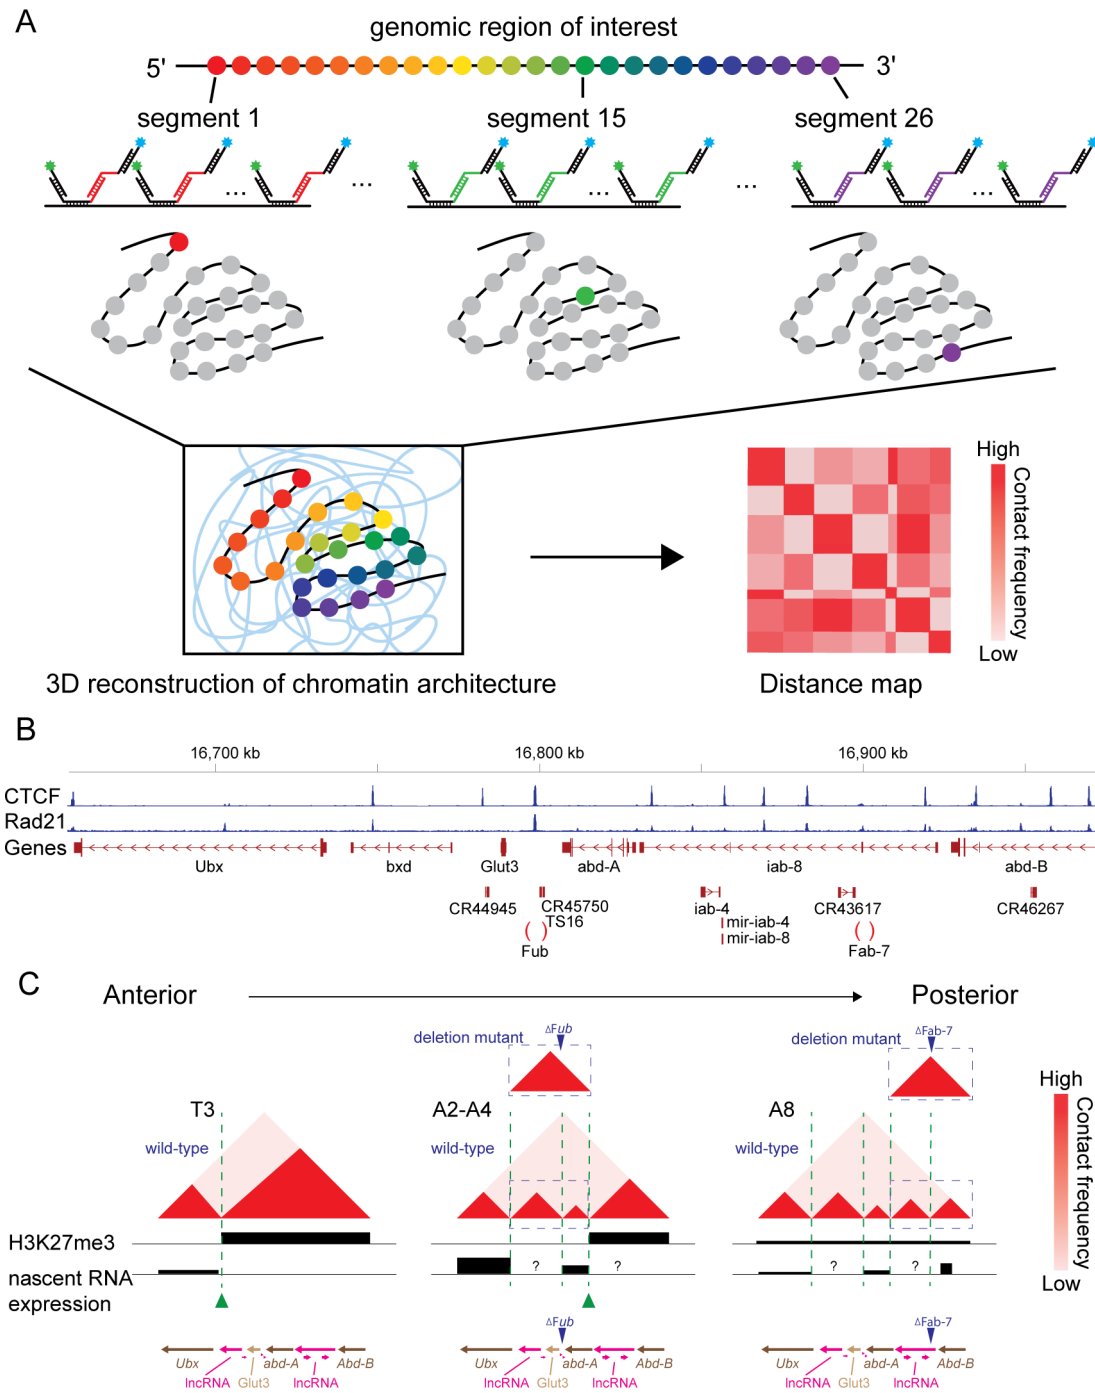 A
genomic region of interest
5'
3'
segment 1
segment 15
segment 26
...
...
...
...
...
High
Contact frequency
Low
3D reconstruction of chromatin architecture
Distance map
B
16,700 kb
16,800 kb
16,900 kb
CTCF
Rad21
Genes
Ubx
bxd
Glut3
abd-A
iab-8
abd-B
CR44945
CR45750
TS16
iab-4
mir-iab-4
mir-iab-8
CR43617
CR46267
( )
Fub
( )
Fab-7
C
Anterior
Posterior
deletion mutant
ΔFub
deletion mutant
ΔFab-7
High
Contact frequency
Low
T3
A2-A4
A8
wild-type
wild-type
wild-type
H3K27me3
nascent RNA
expression
?
?
?
?
ΔFub
ΔFab-7
Ubx
abd-A
Abd-B
lncRNA
Glut3
lncRNA
Ubx
abd-A
Abd-B
lncRNA
Glut3
lncRNA
Ubx
abd-A
Abd-B
lncRNA
Glut3
lncRNA